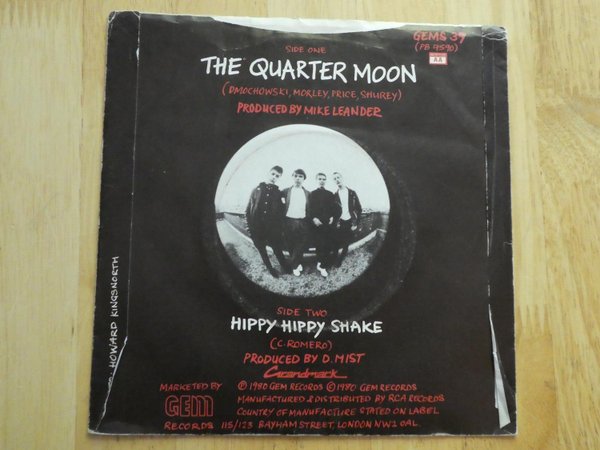 GEMS 39
(PB 9590)
AA
SIDE ONE
THE QUARTER MOON
(DMOCHOWSKI, MORLEY, PRICE, SHUREY)
PRODUCED BY MIKE LEANDER
SIDE TWO
HIPPY HIPPY SHAKE
(C. ROMERO)
PRODUCED BY D. MIST
Grandmark
MARKETED BY
GEM
RECORDS 115/123 BAYHAM STREET, LONDON NW1 OAL.
© 1980 GEM RECORDS ℗ 1980 GEM RECORDS
MANUFACTURED & DISTRIBUTED BY RCA RECORDS
COUNTRY OF MANUFACTURE STATED ON LABEL
HOWARD KINGSNORTH